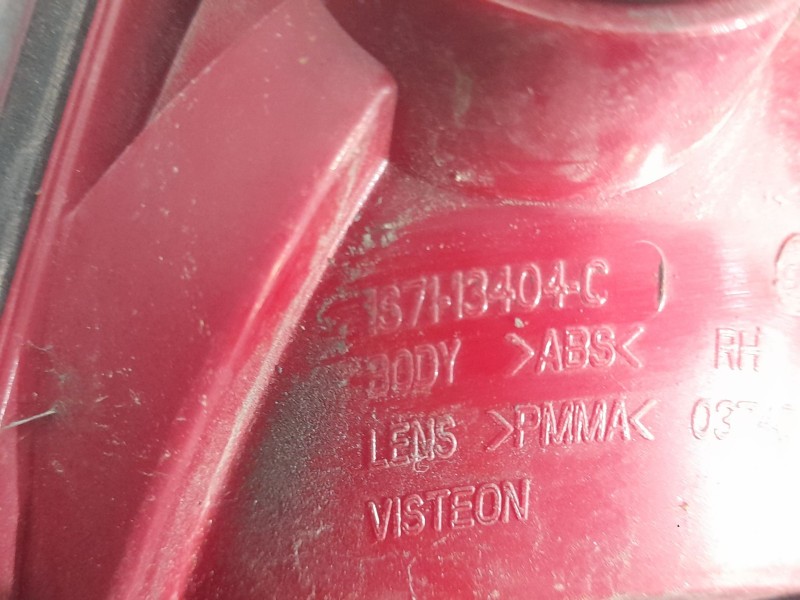 1S71-13404-C
BODY >ABS< RH
LENS >PMMA<
VISTEON